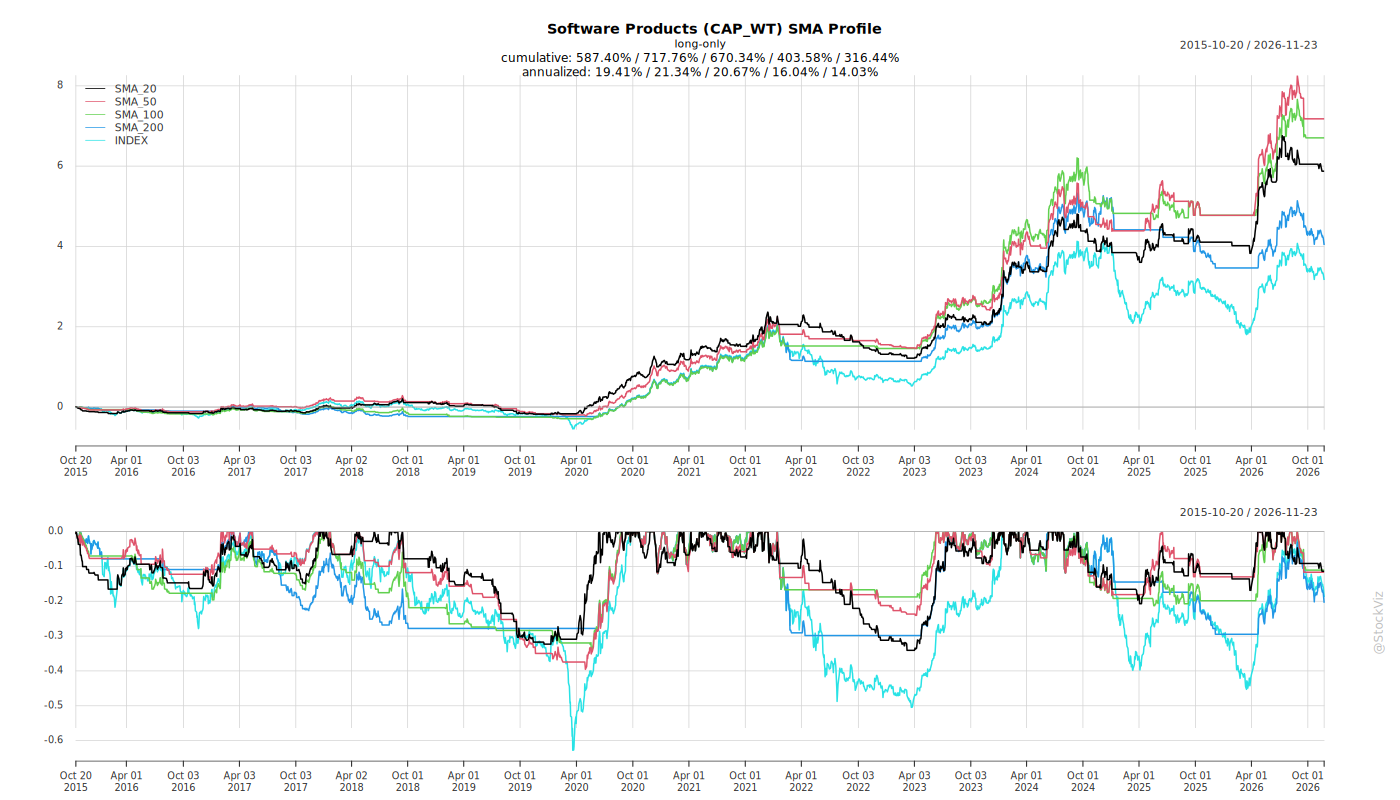 Software Products (CAP_WT) SMA Profile
long-only
cumulative: 587.40% / 717.76% / 670.34% / 403.58% / 316.44%
annualized: 19.41% / 21.34% / 20.67% / 16.04% / 14.03%
2015-10-20 / 2026-11-23
SMA_20
SMA_50
SMA_100
SMA_200
INDEX
8
6
4
2
0
Oct 20 Apr 01 Oct 03 Apr 03 Oct 03 Apr 02 Oct 01 Apr 01 Oct 01 Apr 01 Oct 01 Apr 01 Oct 01 Apr 01 Oct 03 Apr 03 Oct 03 Apr 01 Oct 01 Apr 01 Oct 01 Apr 01 Oct 01
2015 2016 2016 2017 2017 2018 2018 2019 2019 2020 2020 2021 2021 2022 2022 2023 2023 2024 2024 2025 2025 2026 2026
2015-10-20 / 2026-11-23
0.0
-0.1
-0.2
-0.3
-0.4
-0.5
-0.6
Oct 20 Apr 01 Oct 03 Apr 03 Oct 03 Apr 02 Oct 01 Apr 01 Oct 01 Apr 01 Oct 01 Apr 01 Oct 01 Apr 01 Oct 03 Apr 03 Oct 03 Apr 01 Oct 01 Apr 01 Oct 01 Apr 01 Oct 01
2015 2016 2016 2017 2017 2018 2018 2019 2019 2020 2020 2021 2021 2022 2022 2023 2023 2024 2024 2025 2025 2026 2026
@StockViz